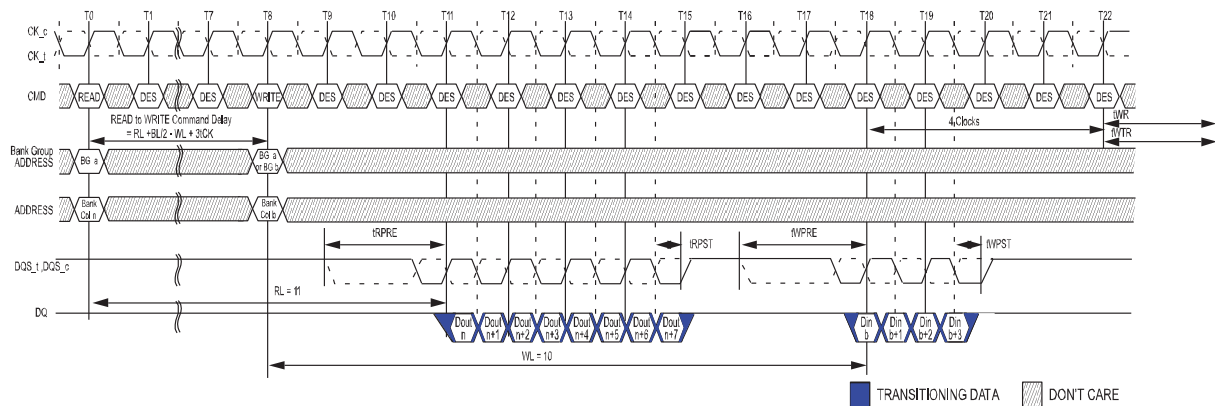 T0 T1 T7 T8 T9 T10 T11 T12 T13 T14 T15 T16 T17 T18 T19 T20 T21 T22
CK_c
CK_t
CMD READ DES DES WRITE DES DES DES DES DES DES DES DES DES DES DES DES DES DES
READ to WRITE Command Delay
= RL +BL/2 - WL + 3tCK
4 Clocks
tWR
tWTR
Bank Group
ADDRESS
BG a
BG a
or BG b
ADDRESS
Bank
Col n
Bank
Col b
tRPRE
tRPST
tWPRE
tWPST
DQS_t ,DQS_c
RL = 11
DQ
Dout Dout Dout Dout Dout Dout Dout Dout
n n+1 n+2 n+3 n+4 n+5 n+6 n+7
Din Din Din Din
b b+1 b+2 b+3
WL = 10
TRANSITIONING DATA
DON'T CARE